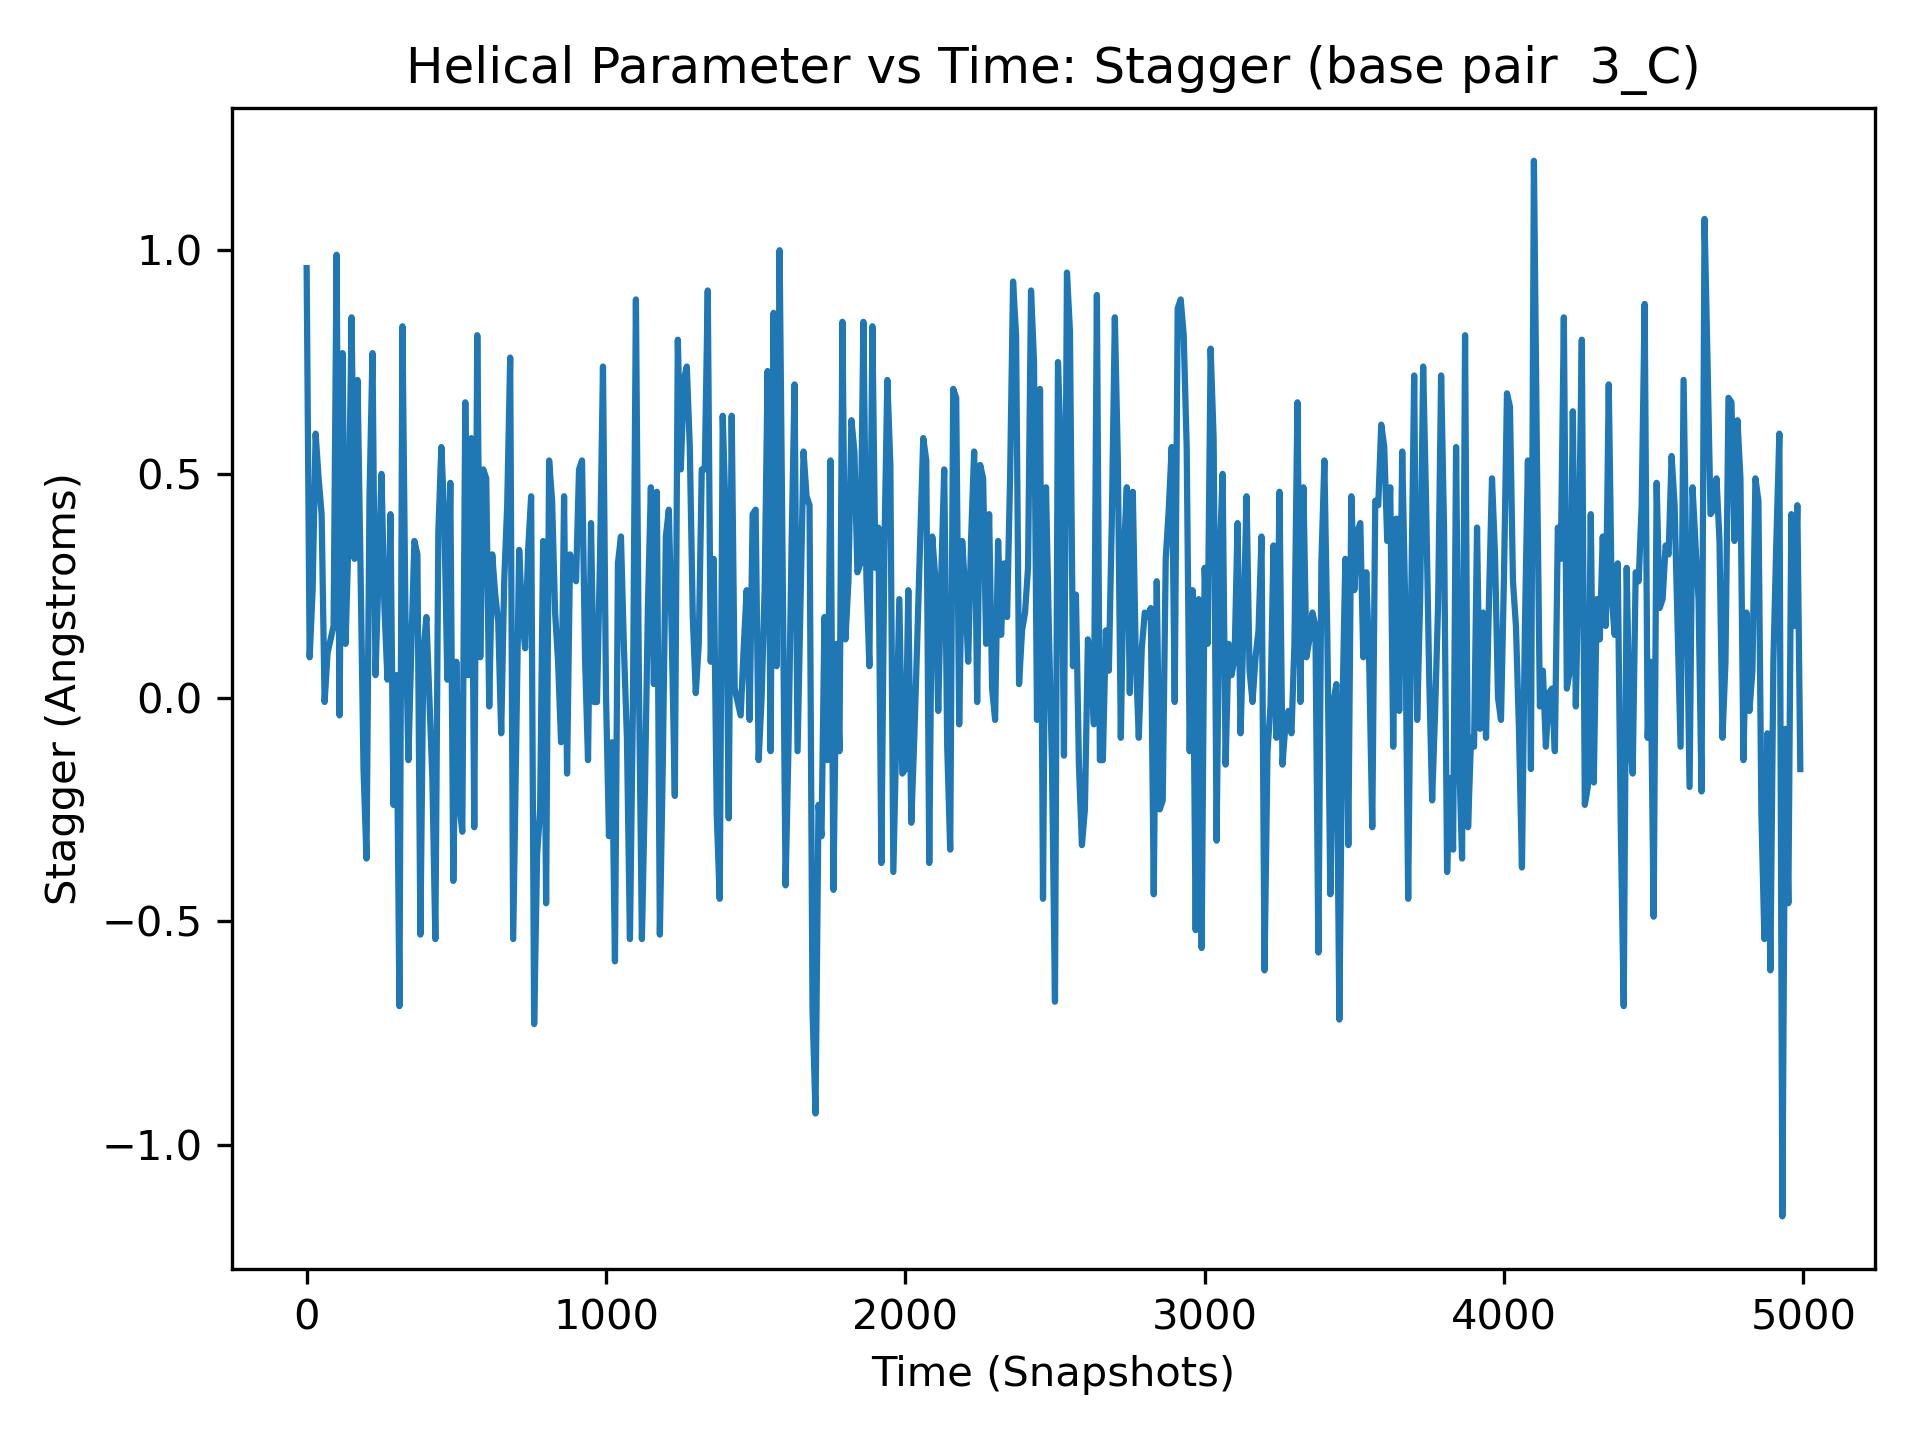 Helical Parameter vs Time: Stagger (base pair  3_C)
Stagger (Angstroms)
1.0
0.5
0.0
−0.5
−1.0
0 1000 2000 3000 4000 5000
Time (Snapshots)